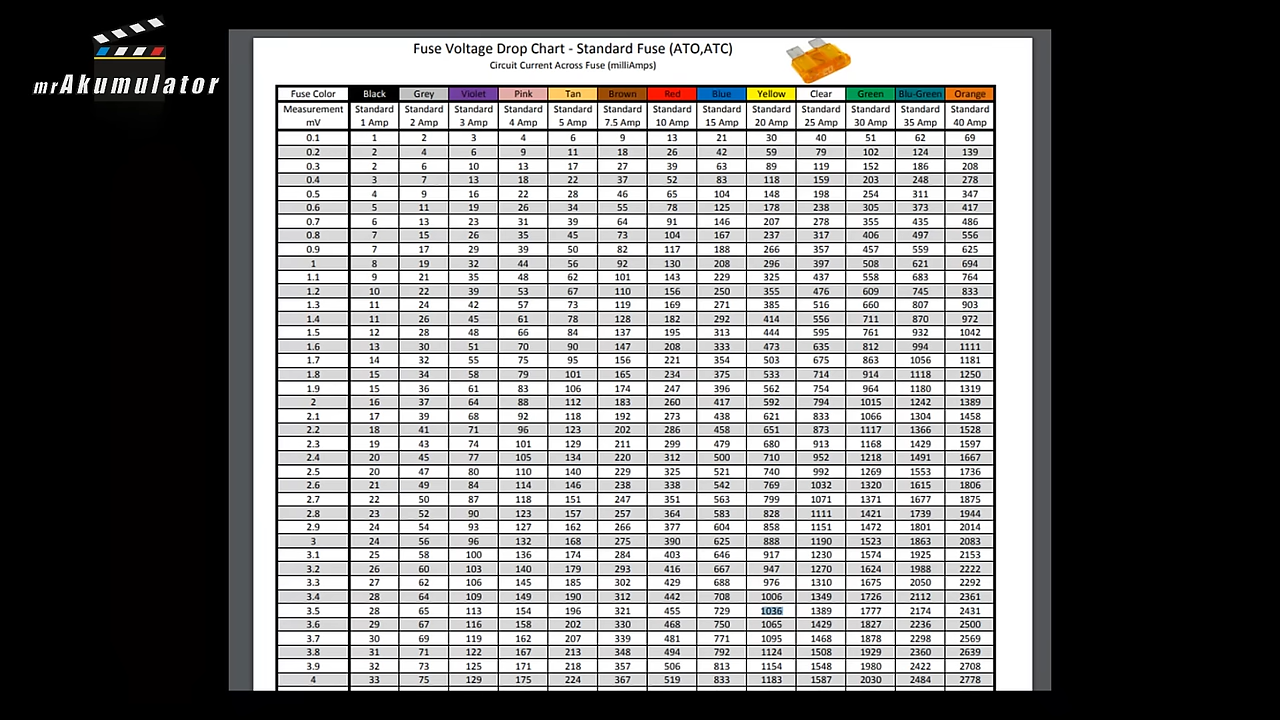 mrAkumulator
Fuse Voltage Drop Chart - Standard Fuse (ATO,ATC)
Circuit Current Across Fuse (milliAmps)
Fuse Color Black Grey Violet Pink Tan Brown Red Blue Yellow Clear Green Blu-Green Orange
Measurement Standard Standard Standard Standard Standard Standard Standard Standard Standard Standard Standard Standard Standard
mV 1 Amp 2 Amp 3 Amp 4 Amp 5 Amp 7.5 Amp 10 Amp 15 Amp 20 Amp 25 Amp 30 Amp 35 Amp 40 Amp
0.1 1 2 3 4 6 9 13 21 30 40 51 62 69
0.2 2 4 6 9 11 18 26 42 59 79 102 124 139
0.3 2 6 10 13 17 27 39 63 89 119 152 186 208
0.4 3 7 13 18 22 37 52 83 118 159 203 248 278
0.5 4 9 16 22 28 46 65 104 148 198 254 311 347
0.6 5 11 19 26 34 55 78 125 178 238 305 373 417
0.7 6 13 23 31 39 64 91 146 207 278 355 435 486
0.8 7 15 26 35 45 73 104 167 237 317 406 497 556
0.9 7 17 29 39 50 82 117 188 266 357 457 559 625
1 8 19 32 44 56 92 130 208 296 397 508 621 694
1.1 9 21 35 48 62 101 143 229 325 437 558 683 764
1.2 10 22 39 53 67 110 156 250 355 476 609 745 833
1.3 11 24 42 57 73 119 169 271 385 516 660 807 903
1.4 11 26 45 61 78 128 182 292 414 556 711 870 972
1.5 12 28 48 66 84 137 195 313 444 595 761 932 1042
1.6 13 30 51 70 90 147 208 333 473 635 812 994 1111
1.7 14 32 55 75 95 156 221 354 503 675 863 1056 1181
1.8 15 34 58 79 101 165 234 375 533 714 914 1118 1250
1.9 15 36 61 83 106 174 247 396 562 754 964 1180 1319
2 16 37 64 88 112 183 260 417 592 794 1015 1242 1389
2.1 17 39 68 92 118 192 273 438 621 833 1066 1304 1458
2.2 18 41 71 96 123 202 286 458 651 873 1117 1366 1528
2.3 19 43 74 101 129 211 299 479 680 913 1168 1429 1597
2.4 20 45 77 105 134 220 312 500 710 952 1218 1491 1667
2.5 20 47 80 110 140 229 325 521 740 992 1269 1553 1736
2.6 21 49 84 114 146 238 338 542 769 1032 1320 1615 1806
2.7 22 50 87 118 151 247 351 563 799 1071 1371 1677 1875
2.8 23 52 90 123 157 257 364 583 828 1111 1421 1739 1944
2.9 24 54 93 127 162 266 377 604 858 1151 1472 1801 2014
3 24 56 96 132 168 275 390 625 888 1190 1523 1863 2083
3.1 25 58 100 136 174 284 403 646 917 1230 1574 1925 2153
3.2 26 60 103 140 179 293 416 667 947 1270 1624 1988 2222
3.3 27 62 106 145 185 302 429 688 976 1310 1675 2050 2292
3.4 28 64 109 149 190 312 442 708 1006 1349 1726 2112 2361
3.5 28 65 113 154 196 321 455 729 1036 1389 1777 2174 2431
3.6 29 67 116 158 202 330 468 750 1065 1429 1827 2236 2500
3.7 30 69 119 162 207 339 481 771 1095 1468 1878 2298 2569
3.8 31 71 122 167 213 348 494 792 1124 1508 1929 2360 2639
3.9 32 73 125 171 218 357 506 813 1154 1548 1980 2422 2708
4 33 75 129 175 224 367 519 833 1183 1587 2030 2484 2778